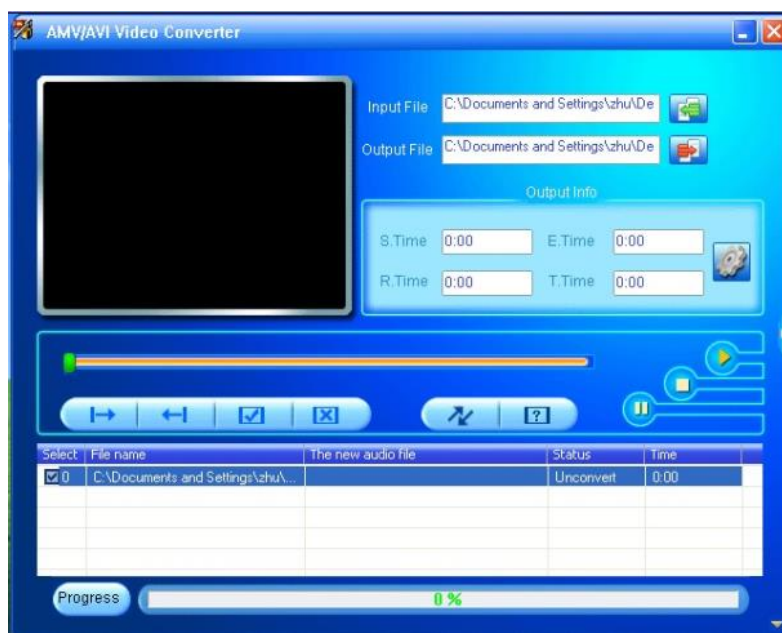 AMV/AVI Video Converter
Input File C:\Documents and Settings\zhu\De
Output File C:\Documents and Settings\zhu\De
Output Info
S.Time 0:00 E.Time 0:00
R.Time 0:00 T.Time 0:00
?
Select File name The new audio file Status Time
0 C:\Documents and Settings\zhu\... Unconvert 0:00
Progress 0 %